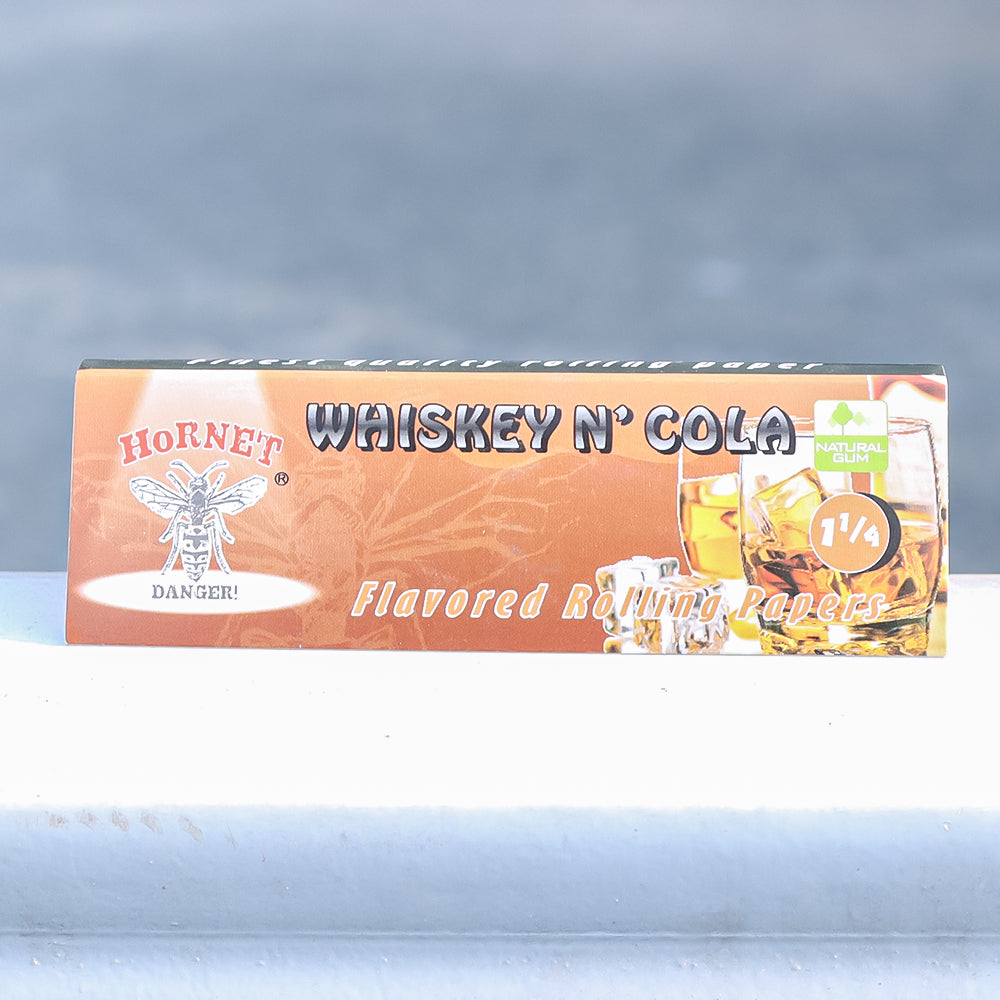 finest quality rolling paper
HORNET
®
DANGER!
WHISKEY N' COLA
NATURAL
GUM
1 1/4
Flavored Rolling Papers